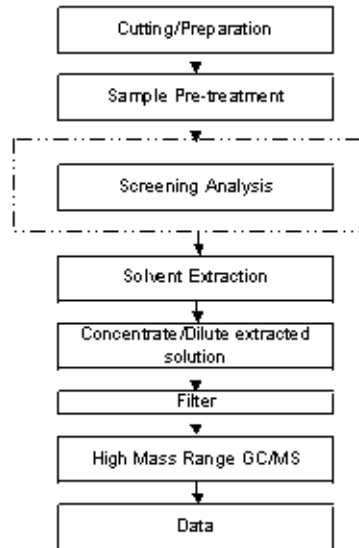 Cutting/Preparation
Sample Pre-treatment
Screening Analysis
Solvent Extraction
Concentrate/Dilute extracted
solution
Filter
High Mass Range GC/MS
Data